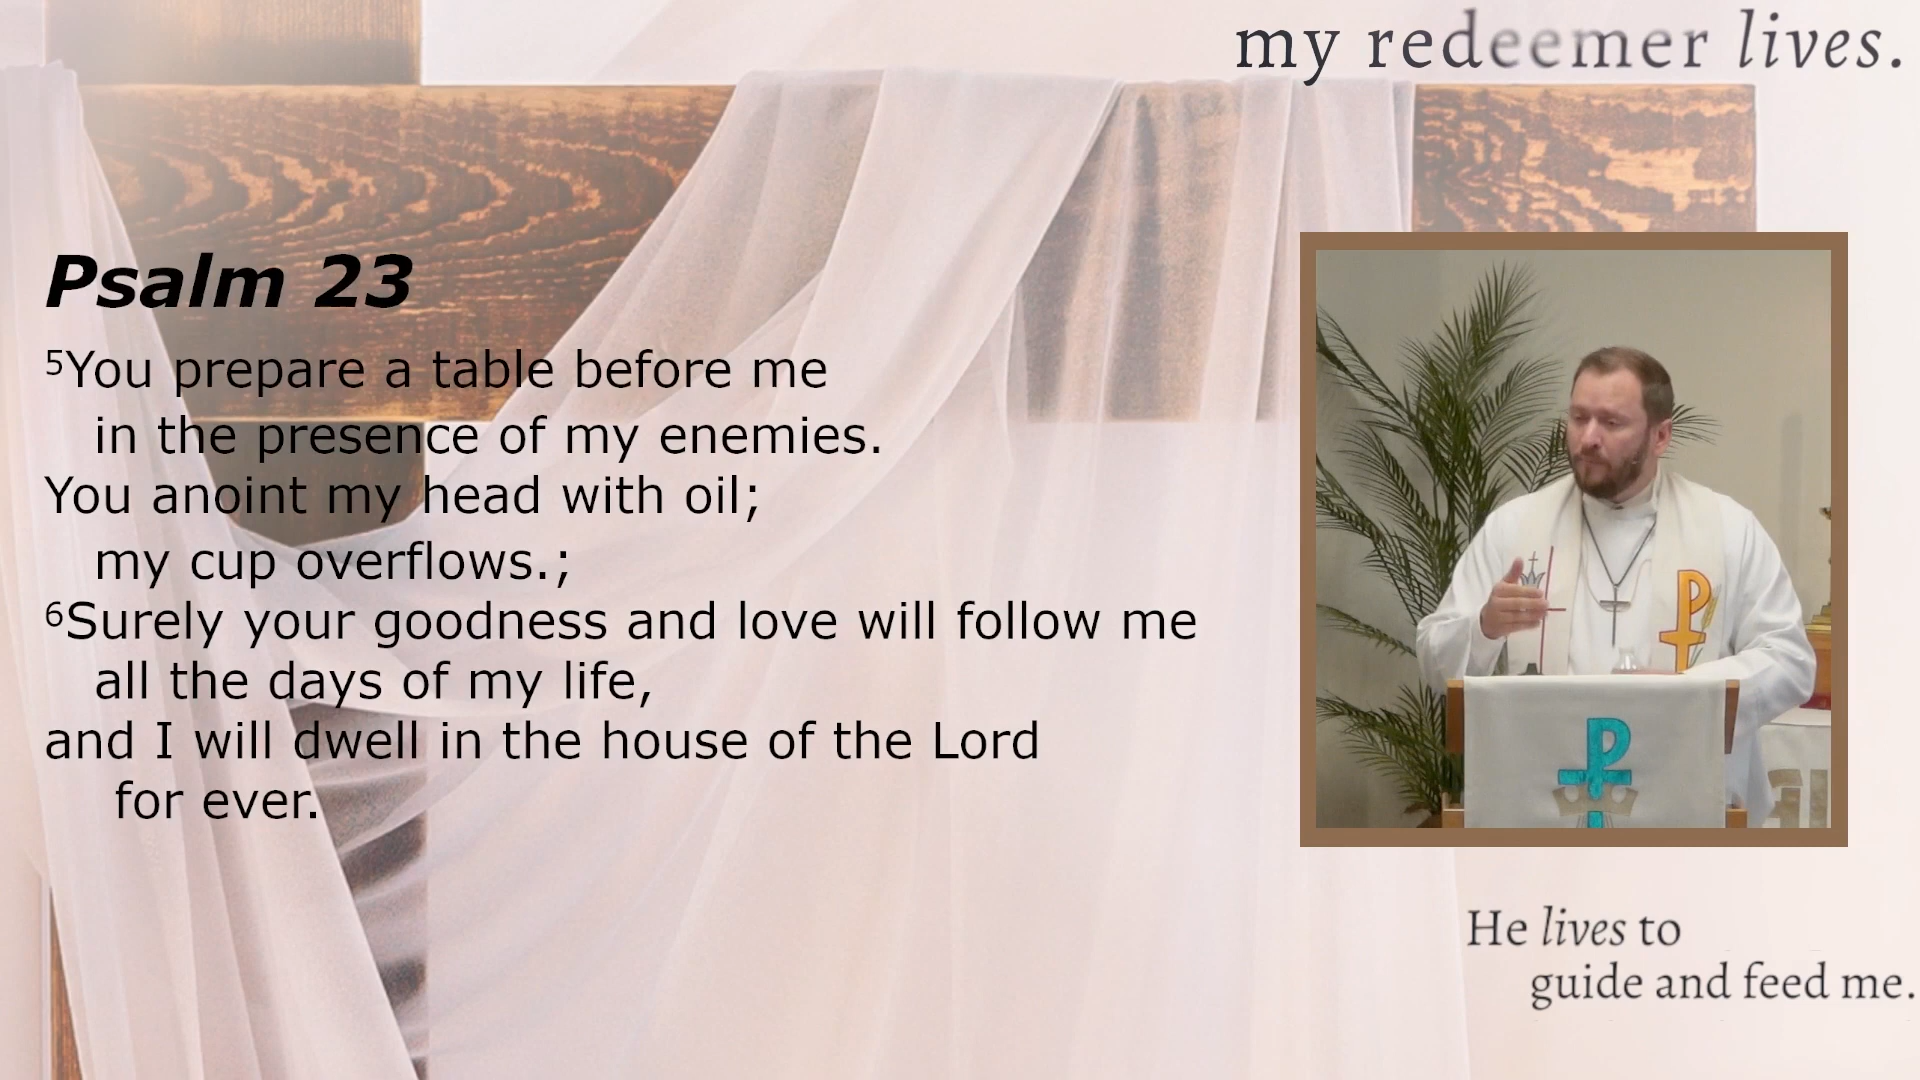 my redeemer lives.
Psalm 23
⁵You prepare a table before me
in the presence of my enemies.
You anoint my head with oil;
my cup overflows.;
⁶Surely your goodness and love will follow me
all the days of my life,
and I will dwell in the house of the Lord
for ever.
He lives to
guide and feed me.